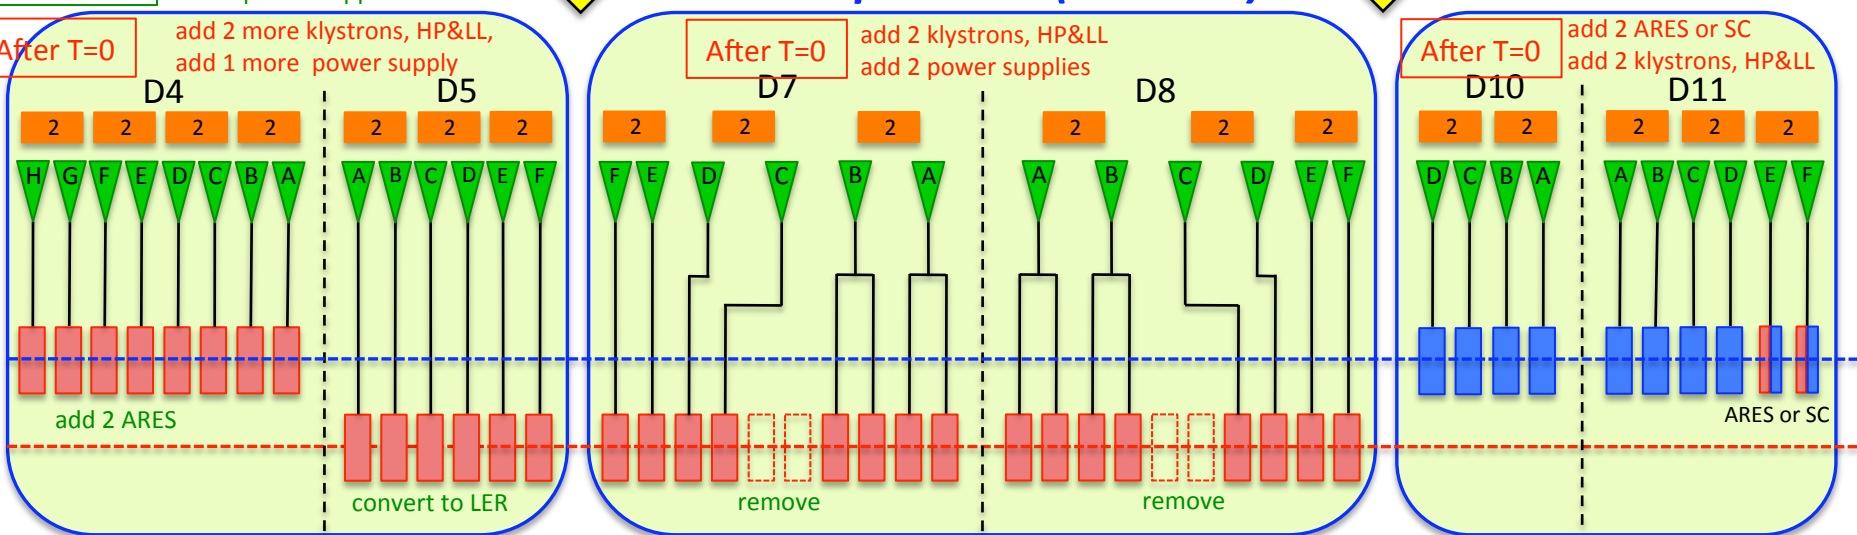 After T=0
add 2 more klystrons, HP&LL,
add 1 more power supply
After T=0
add 2 klystrons, HP&LL
add 2 power supplies
After T=0
add 2 ARES or SC
add 2 klystrons, HP&LL
D4 D5 D7 D8 D10 D11
2 2 2 2 2 2 2 2 2 2 2 2 2 2 2 2 2 2
H G F E D C B A A B C D E F F E D C B A A B C D E F D C B A A B C D E F
add 2 ARES
ARES or SC
convert to LER
remove
remove